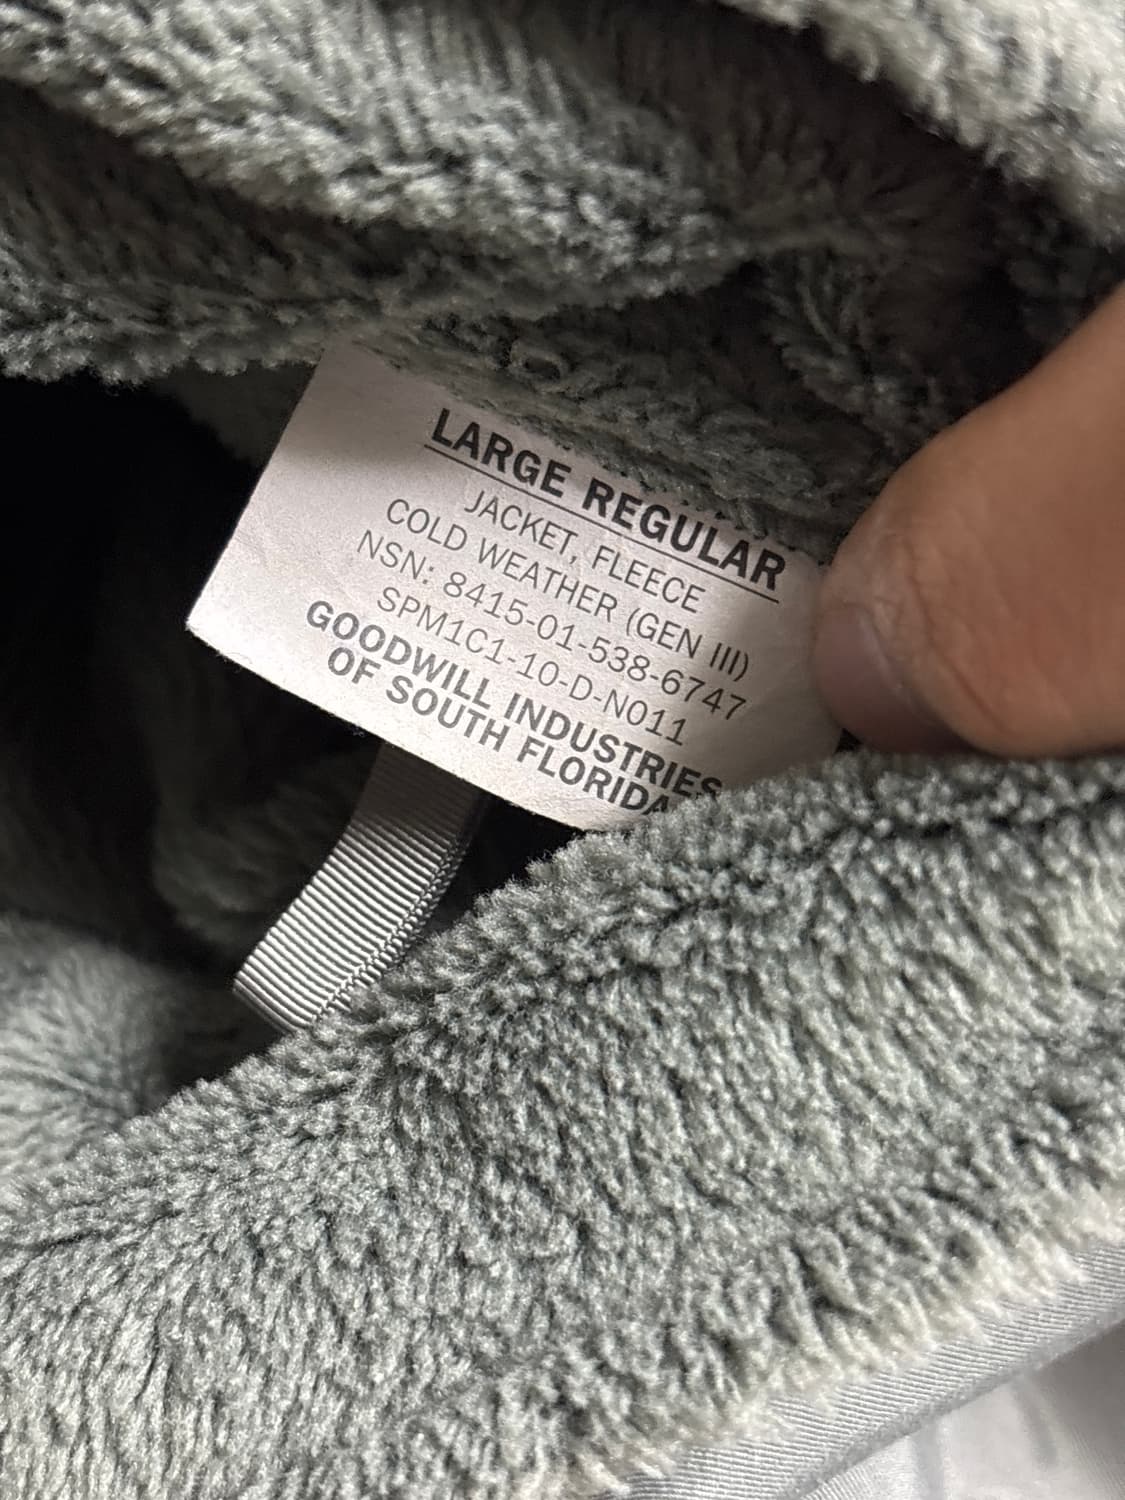 LARGE REGULAR
JACKET, FLEECE
COLD WEATHER (GEN III)
NSN: 8415-01-538-6747
SPM1C1-10-D-N011
GOODWILL INDUSTRIES
OF SOUTH FLORIDA